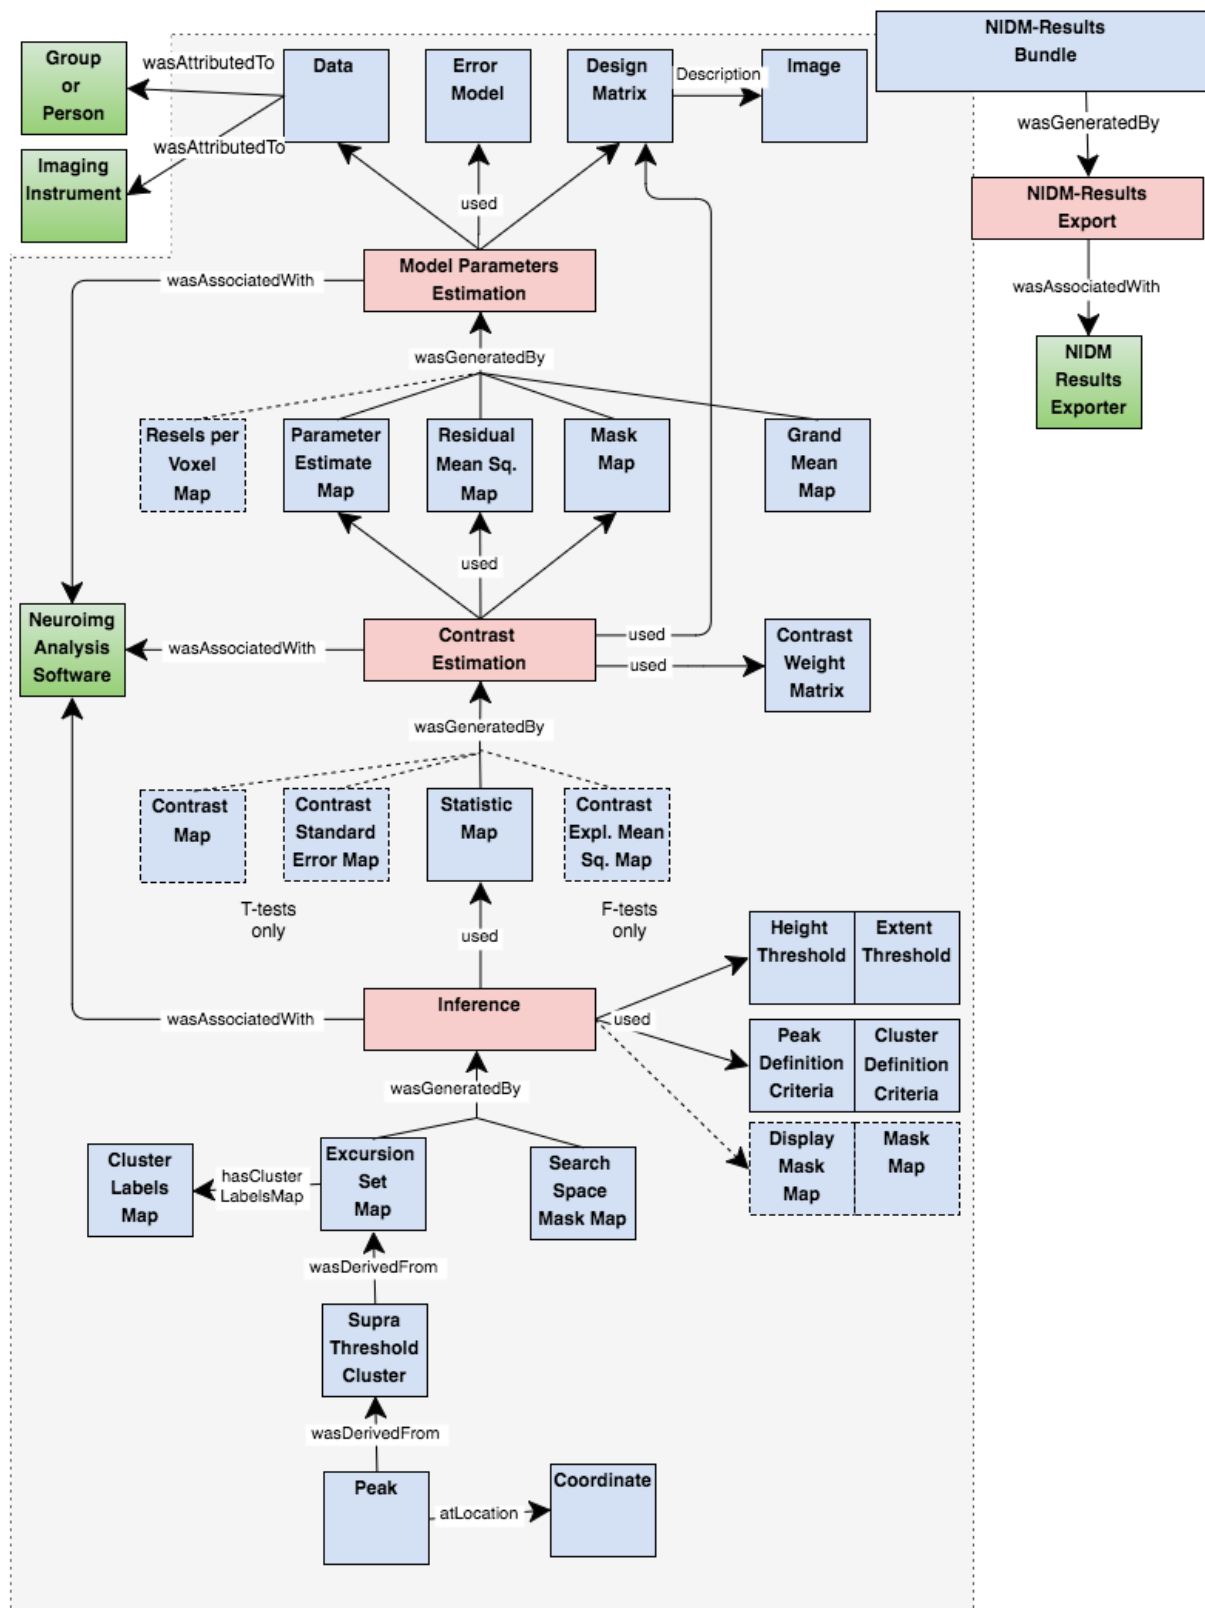 NIDM-Results
Bundle
Group
or
Person
wasAttributedTo
Data
Error
Model
Design
Matrix
Description
Image
wasGeneratedBy
wasAttributedTo
Imaging
Instrument
used
NIDM-Results
Export
Model Parameters
Estimation
wasAssociatedWith
wasAssociatedWith
NIDM
Results
Exporter
wasGeneratedBy
Resels per
Voxel
Map
Parameter
Estimate
Map
Residual
Mean Sq.
Map
Mask
Map
Grand
Mean
Map
used
Neuroimg
Analysis
Software
wasAssociatedWith
Contrast
Estimation
used
used
Contrast
Weight
Matrix
wasGeneratedBy
Contrast
Map
Contrast
Standard
Error Map
Statistic
Map
Contrast
Expl. Mean
Sq. Map
T-tests
only
F-tests
only
used
Height
Threshold
Extent
Threshold
wasAssociatedWith
Inference
used
Peak
Definition
Criteria
Cluster
Definition
Criteria
wasGeneratedBy
Display
Mask
Map
Mask
Map
Cluster
Labels
Map
hasCluster
LabelsMap
Excursion
Set
Map
Search
Space
Mask Map
wasDerivedFrom
Supra
Threshold
Cluster
wasDerivedFrom
Peak
atLocation
Coordinate